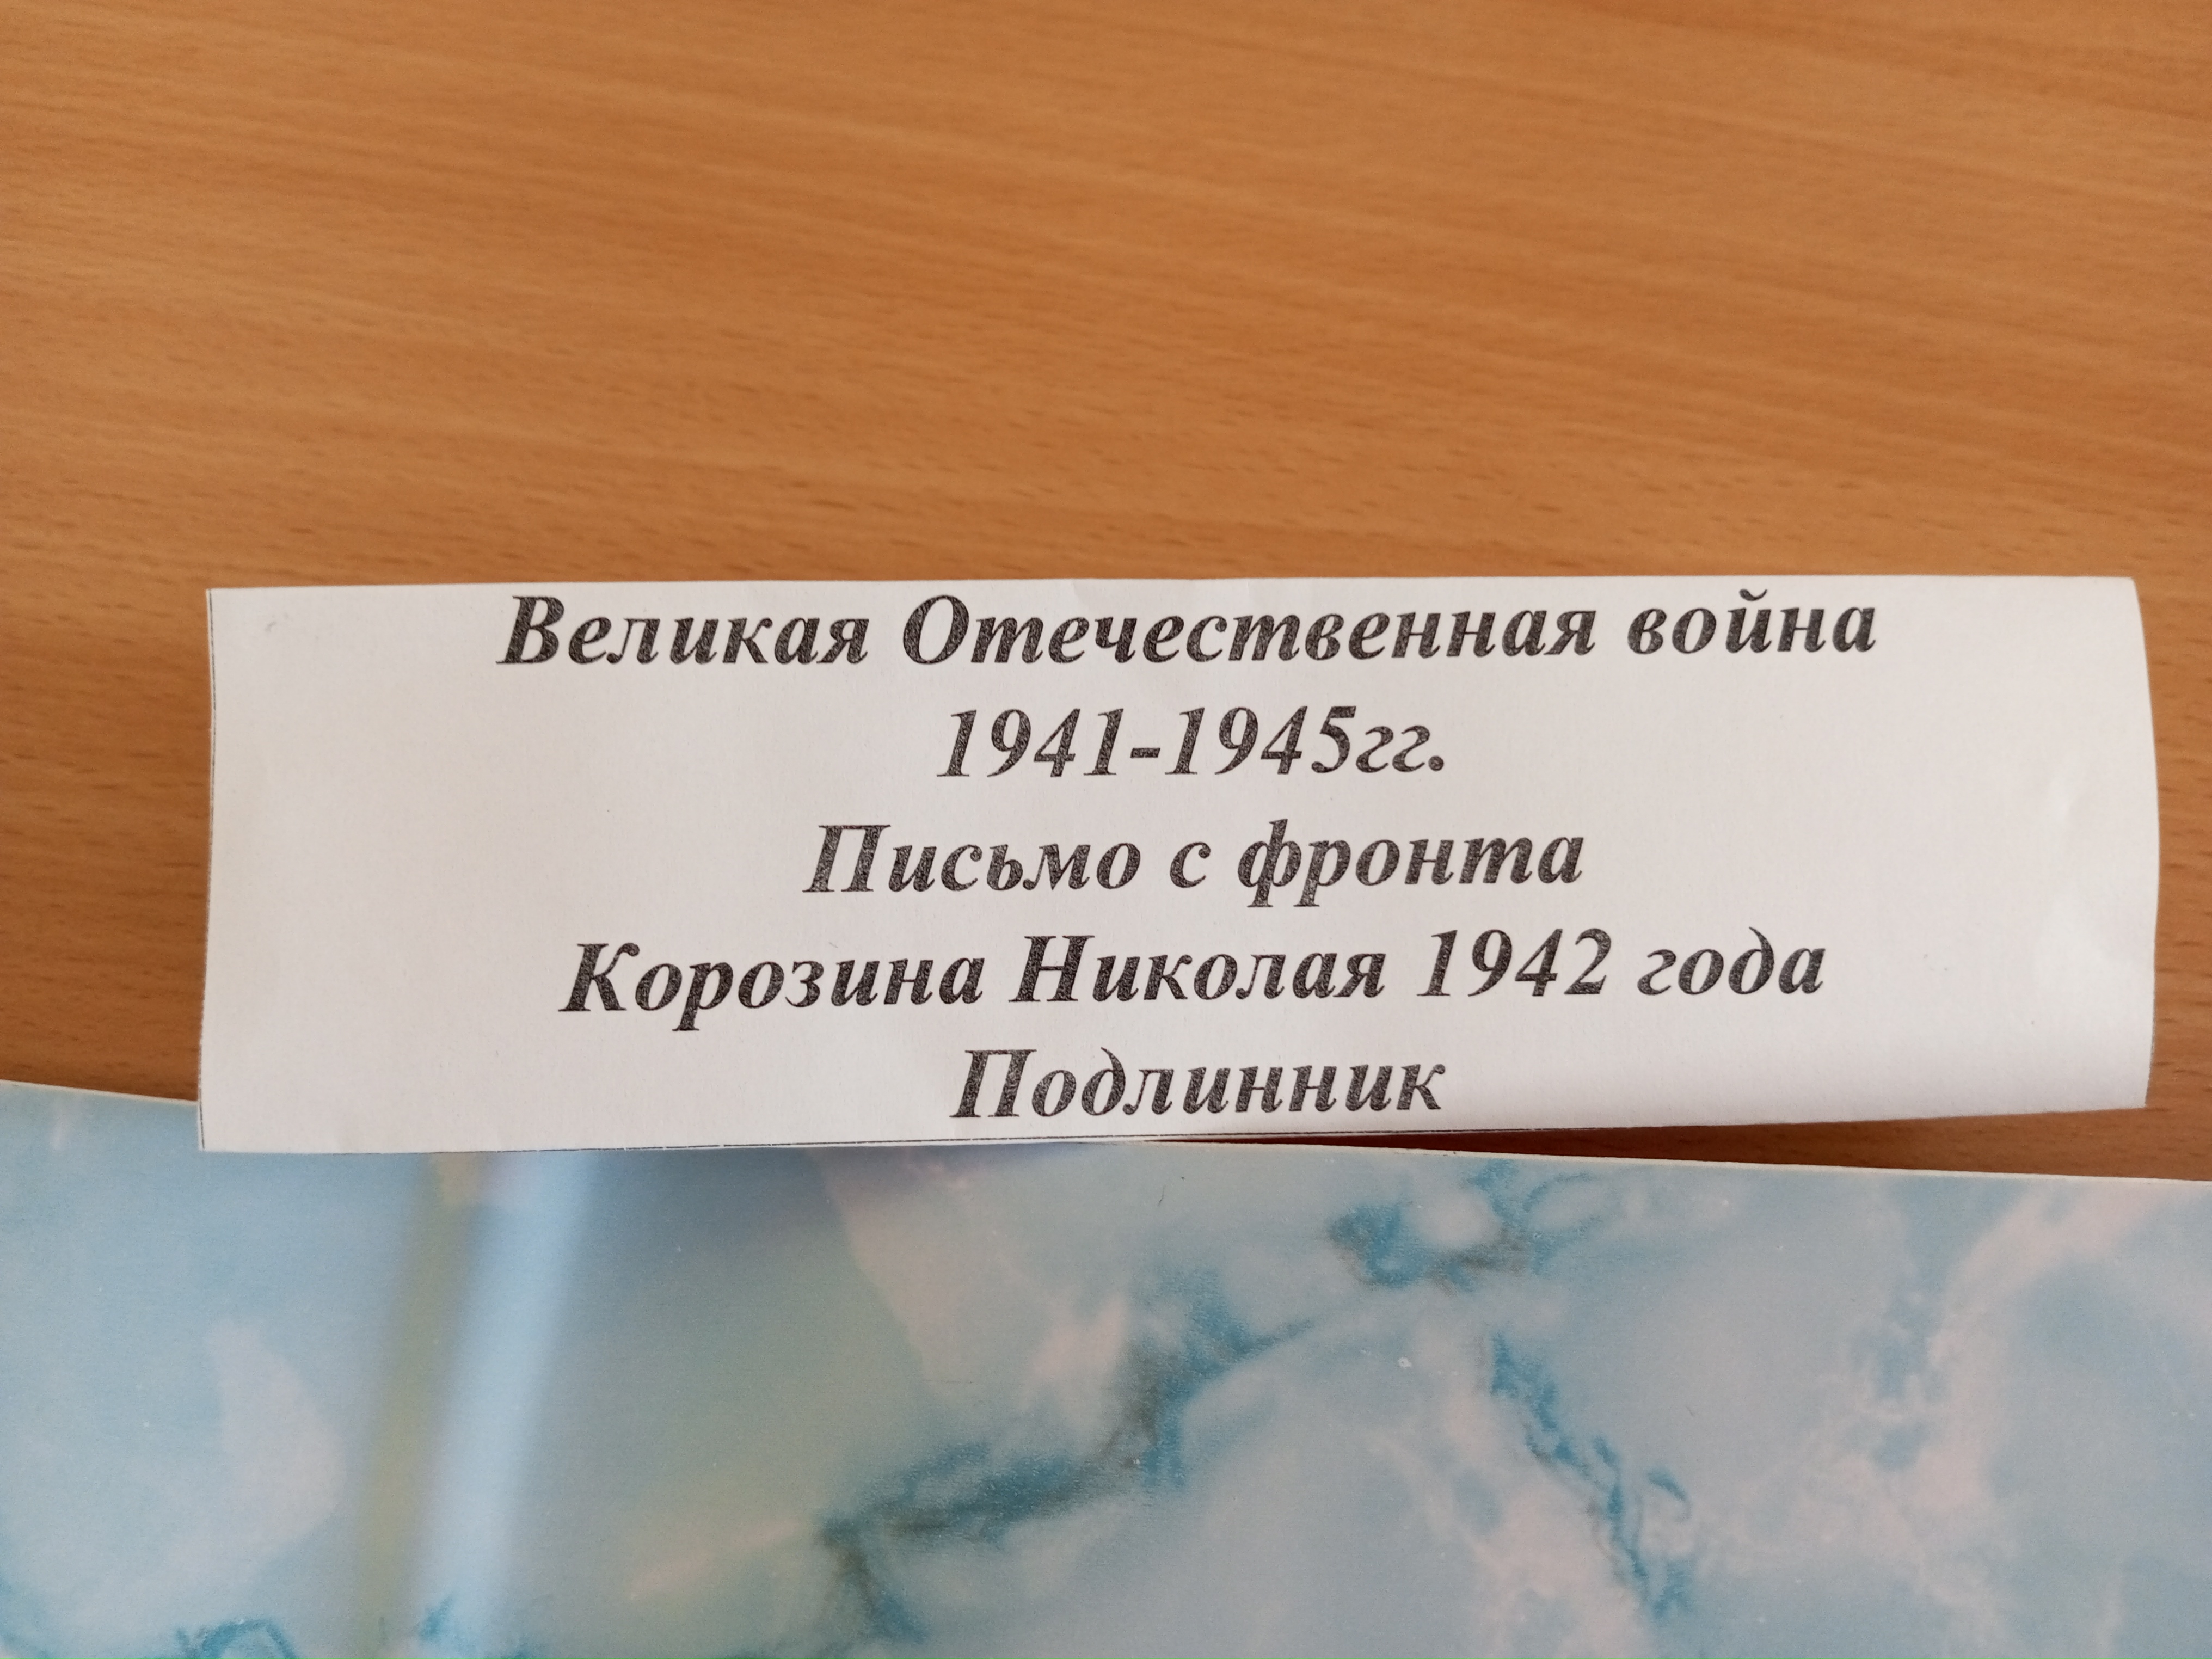 Великая Отечественная война
1941-1945гг.
Письмо с фронта
Корозина Николая 1942 года
Подлинник